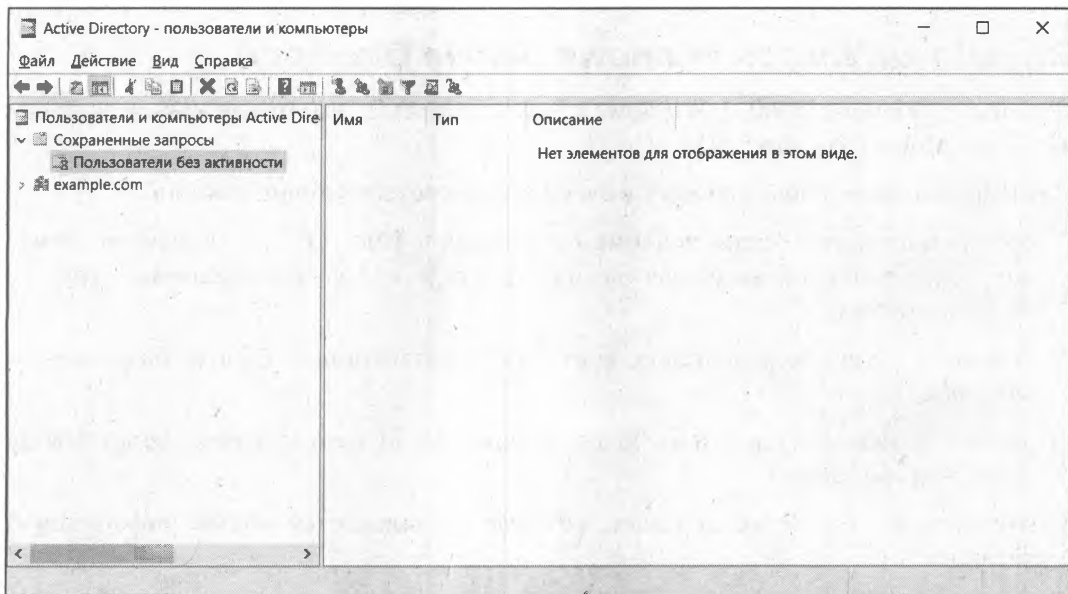 Active Directory - пользователи и компьютеры
Файл Действие Вид Справка
Пользователи и компьютеры Active Dire
Сохраненные запросы
Пользователи без активности
example.com
Имя Тип Описание
Нет элементов для отображения в этом виде.